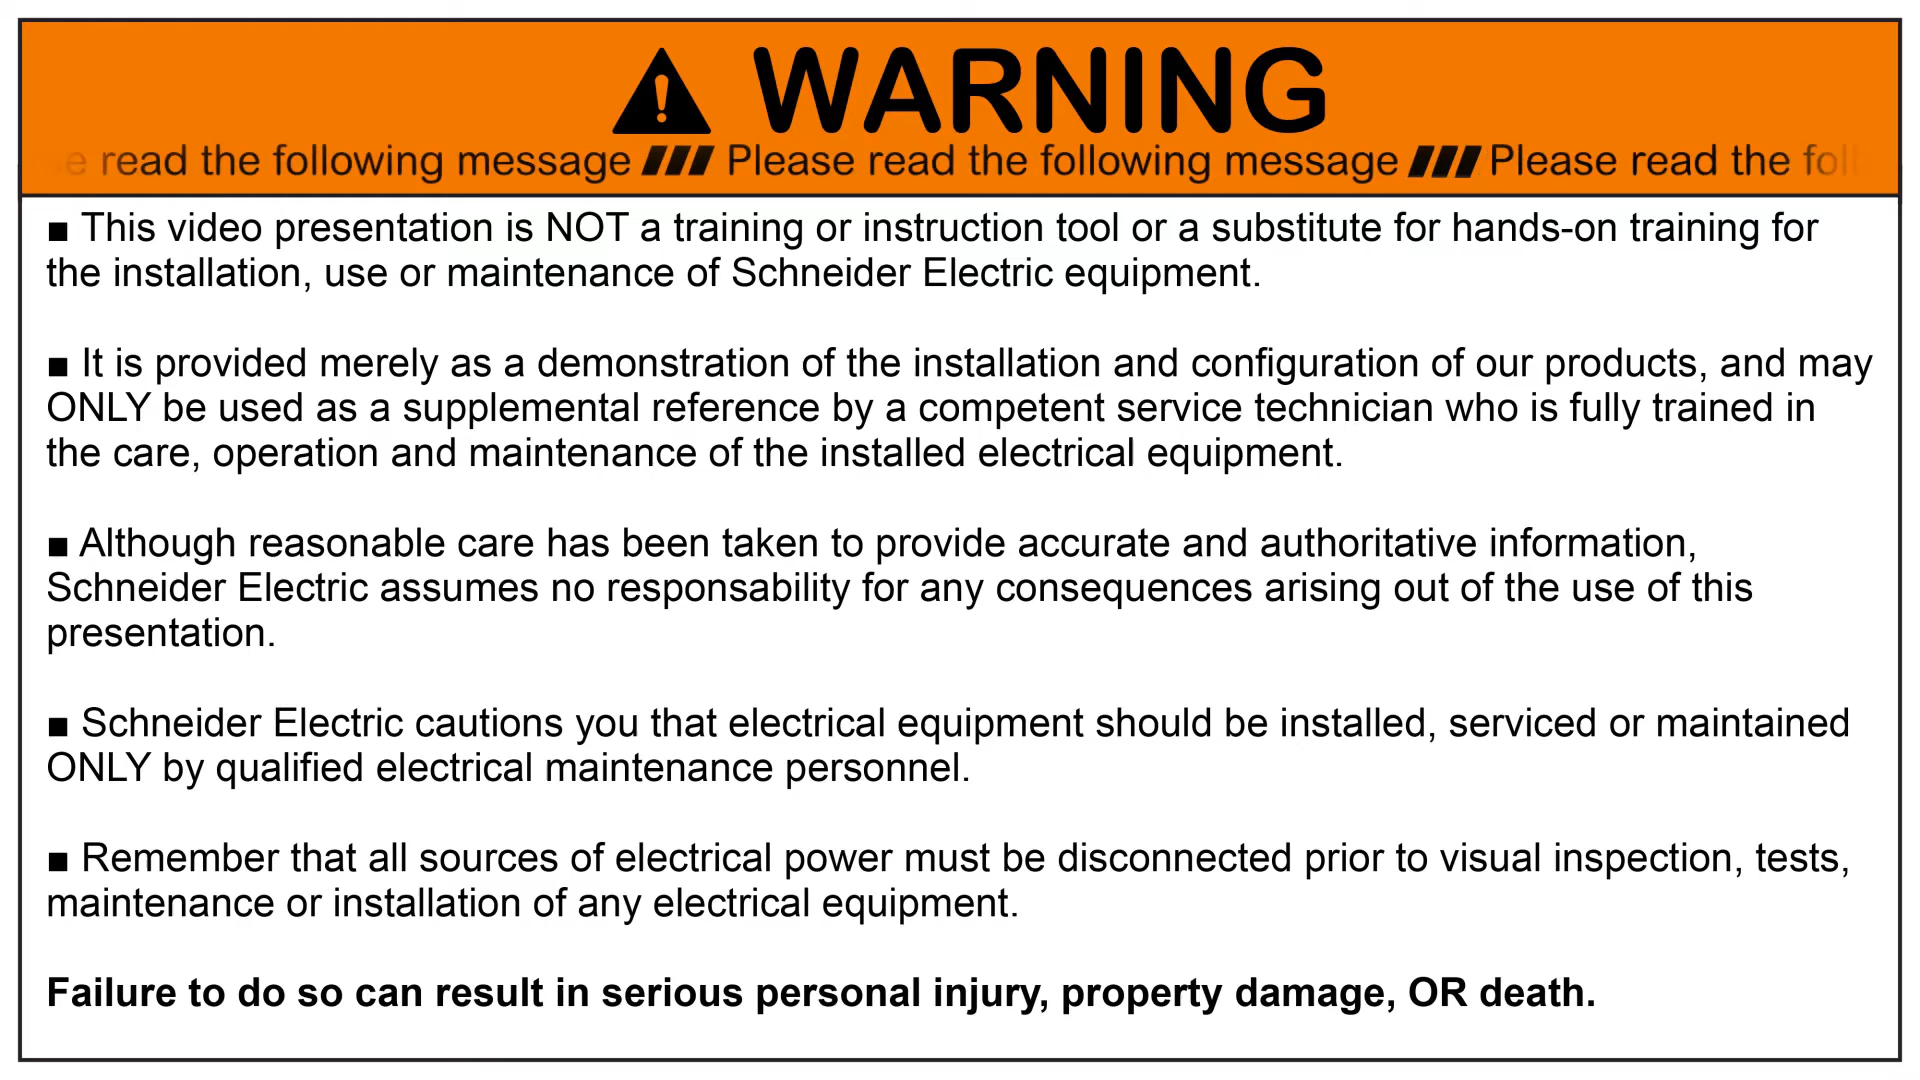 WARNING
read the following message Please read the following message Please read the
■ This video presentation is NOT a training or instruction tool or a substitute for hands-on training for
the installation, use or maintenance of Schneider Electric equipment.
■ It is provided merely as a demonstration of the installation and configuration of our products, and may
ONLY be used as a supplemental reference by a competent service technician who is fully trained in
the care, operation and maintenance of the installed electrical equipment.
■ Although reasonable care has been taken to provide accurate and authoritative information,
Schneider Electric assumes no responsability for any consequences arising out of the use of this
presentation.
■ Schneider Electric cautions you that electrical equipment should be installed, serviced or maintained
ONLY by qualified electrical maintenance personnel.
■ Remember that all sources of electrical power must be disconnected prior to visual inspection, tests,
maintenance or installation of any electrical equipment.
Failure to do so can result in serious personal injury, property damage, OR death.